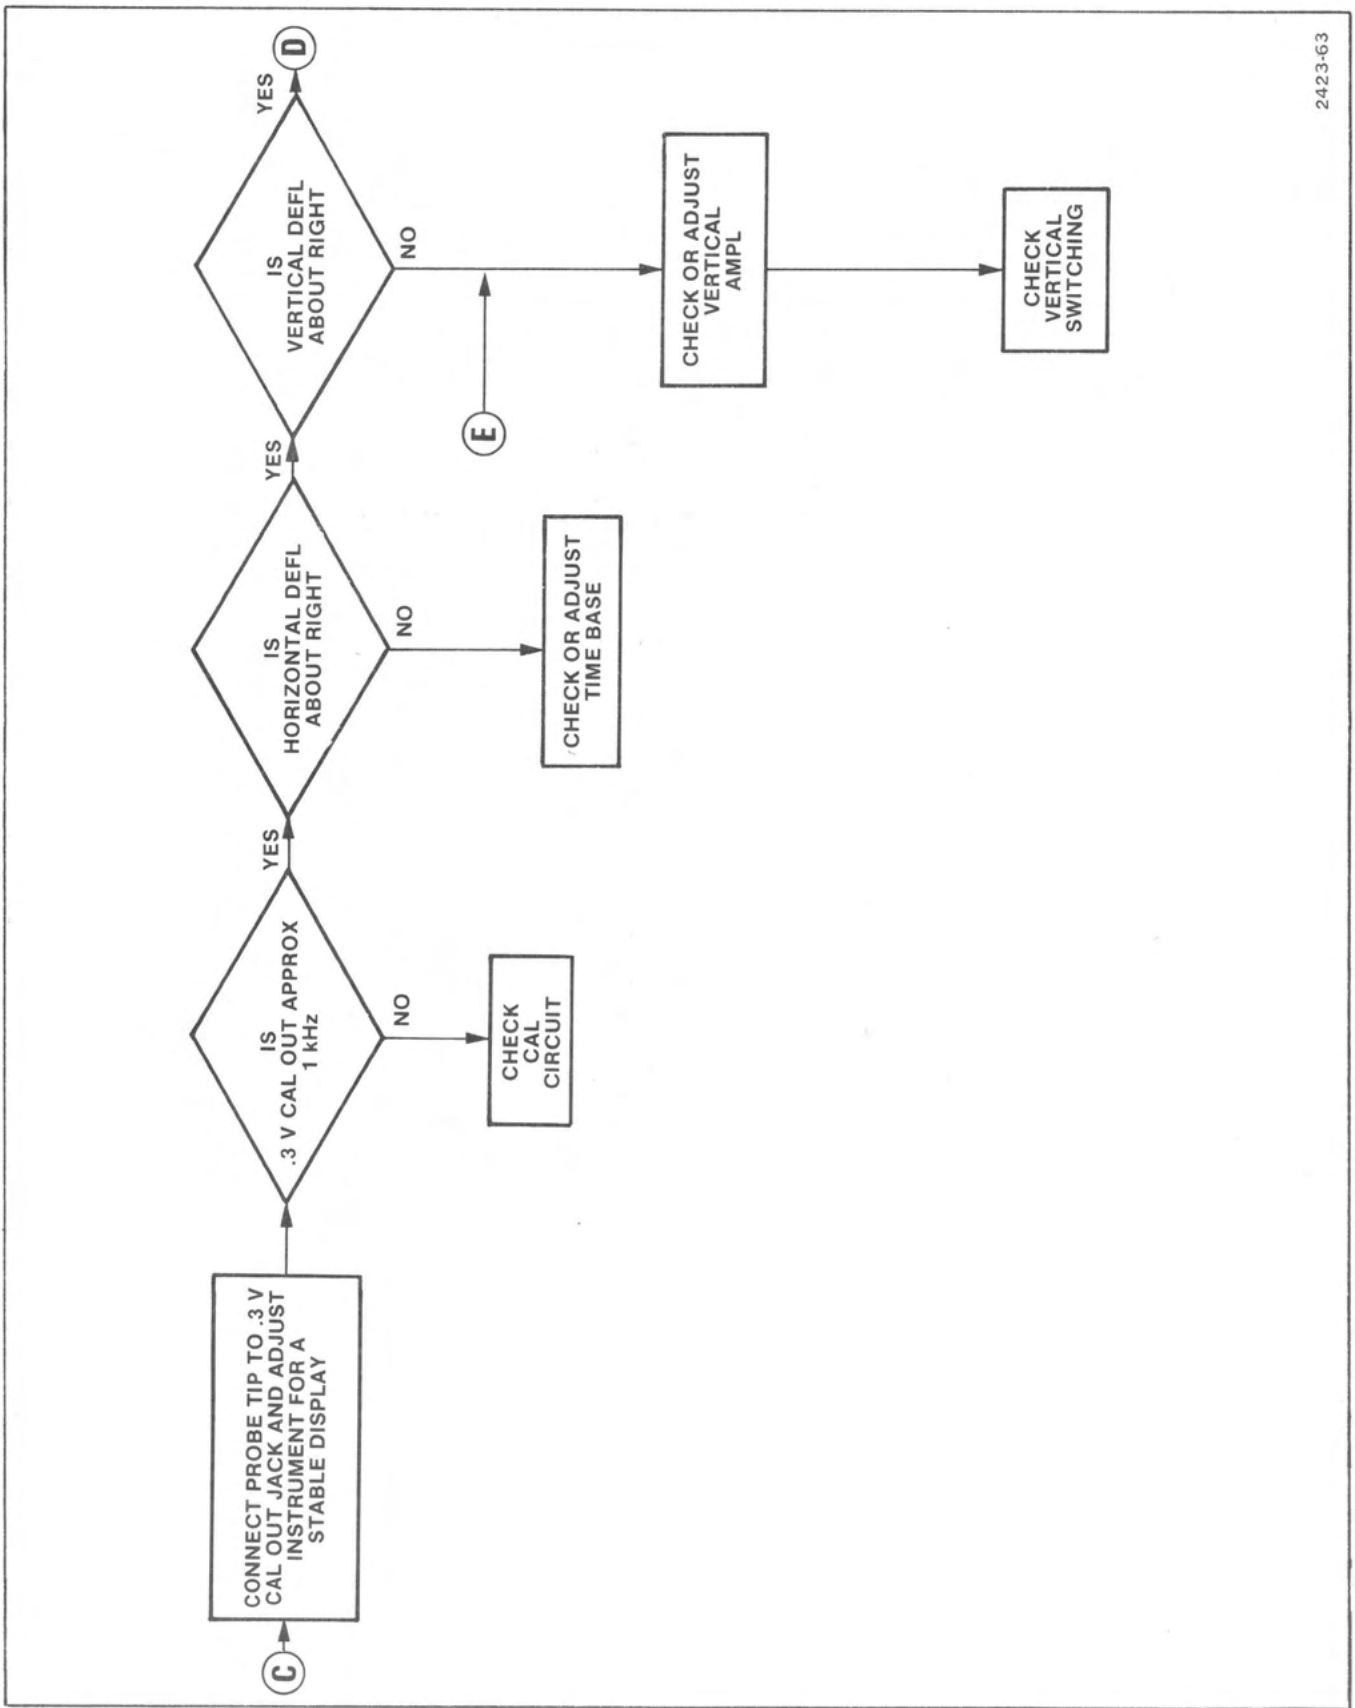 C
CONNECT PROBE TIP TO .3 V
CAL OUT JACK AND ADJUST
INSTRUMENT FOR A
STABLE DISPLAY
IS
.3 V CAL OUT APPROX
1 kHz
YES
NO
CHECK
CAL
CIRCUIT
IS
HORIZONTAL DEFL
ABOUT RIGHT
YES
NO
CHECK OR ADJUST
TIME BASE
IS
VERTICAL DEFL
ABOUT RIGHT
YES
D
NO
E
CHECK OR ADJUST
VERTICAL
AMPL
CHECK
VERTICAL
SWITCHING
2423-63